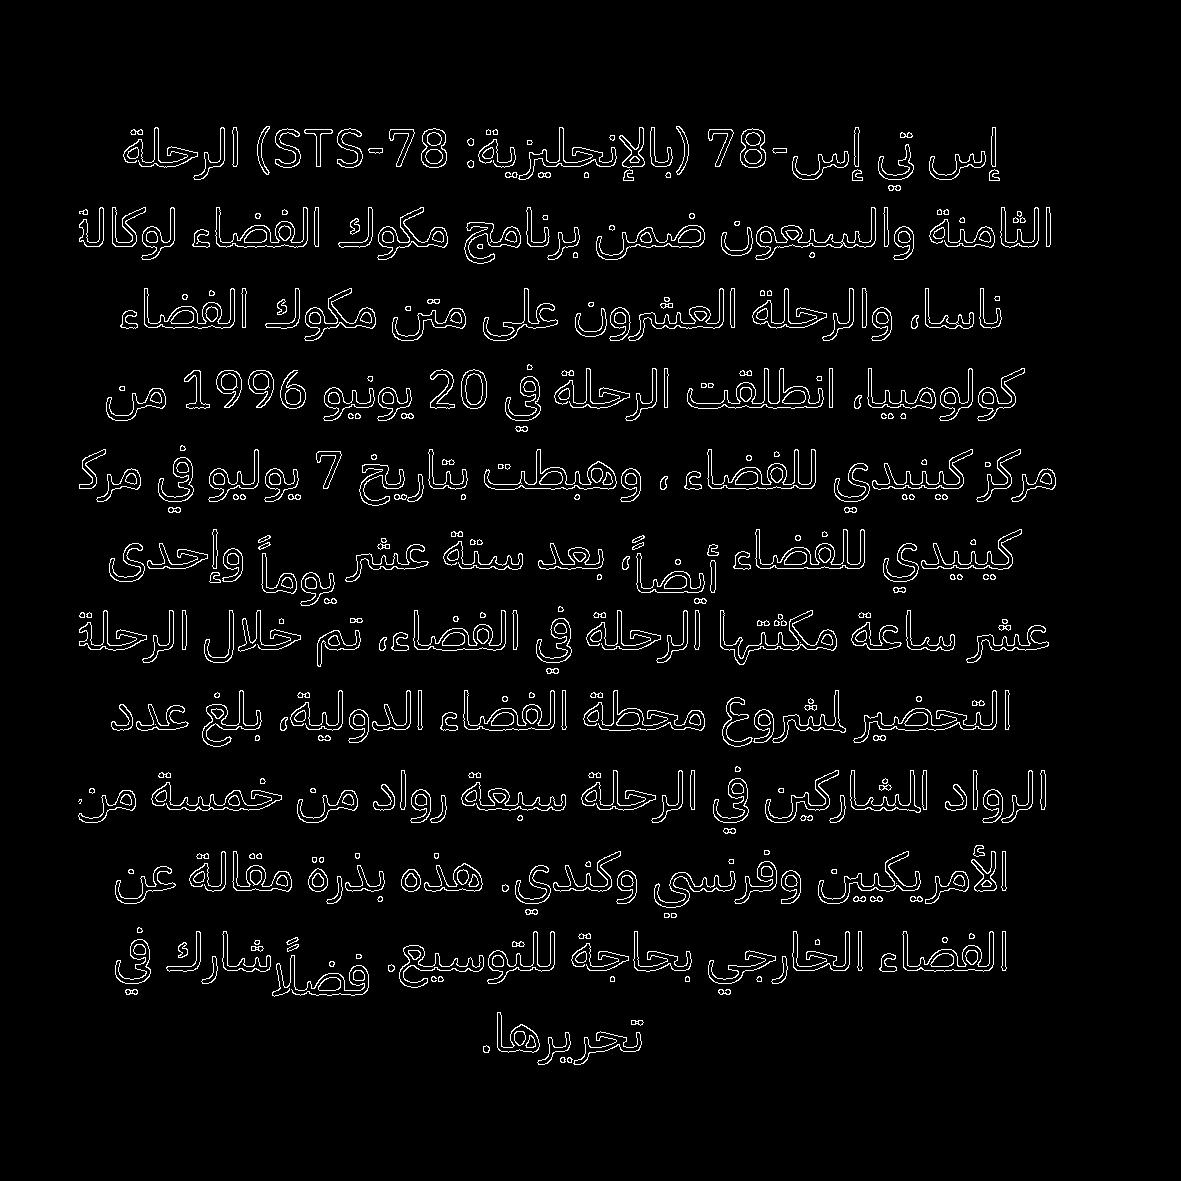 إس تي إس-78 (بالإنجليزية: STS-78) الرحلة
الثامنة والسبعون ضمن برنامج مكوك الفضاء لوكالة
ناسا، والرحلة العشرون على متن مكوك الفضاء
كولومبيا، انطلقت الرحلة في 20 يونيو 1996 من
مركز كينيدي للفضاء ، وهبطت بتاريخ 7 يوليو في مرك
كينيدي للفضاء أيضاً، بعد ستة عشر يوماً وإحدى
عشر ساعة مكثتها الرحلة في الفضاء، تم خلال الرحلة
التحضير لمشروع محطة الفضاء الدولية، بلغ عدد
الرواد المشاركين في الرحلة سبعة رواد من خمسة من
الأمريكيين وفرنسي وكندي. هذه بذرة مقالة عن
الفضاء الخارجي بحاجة للتوسيع. فضلًا شارك في
تحريرها.